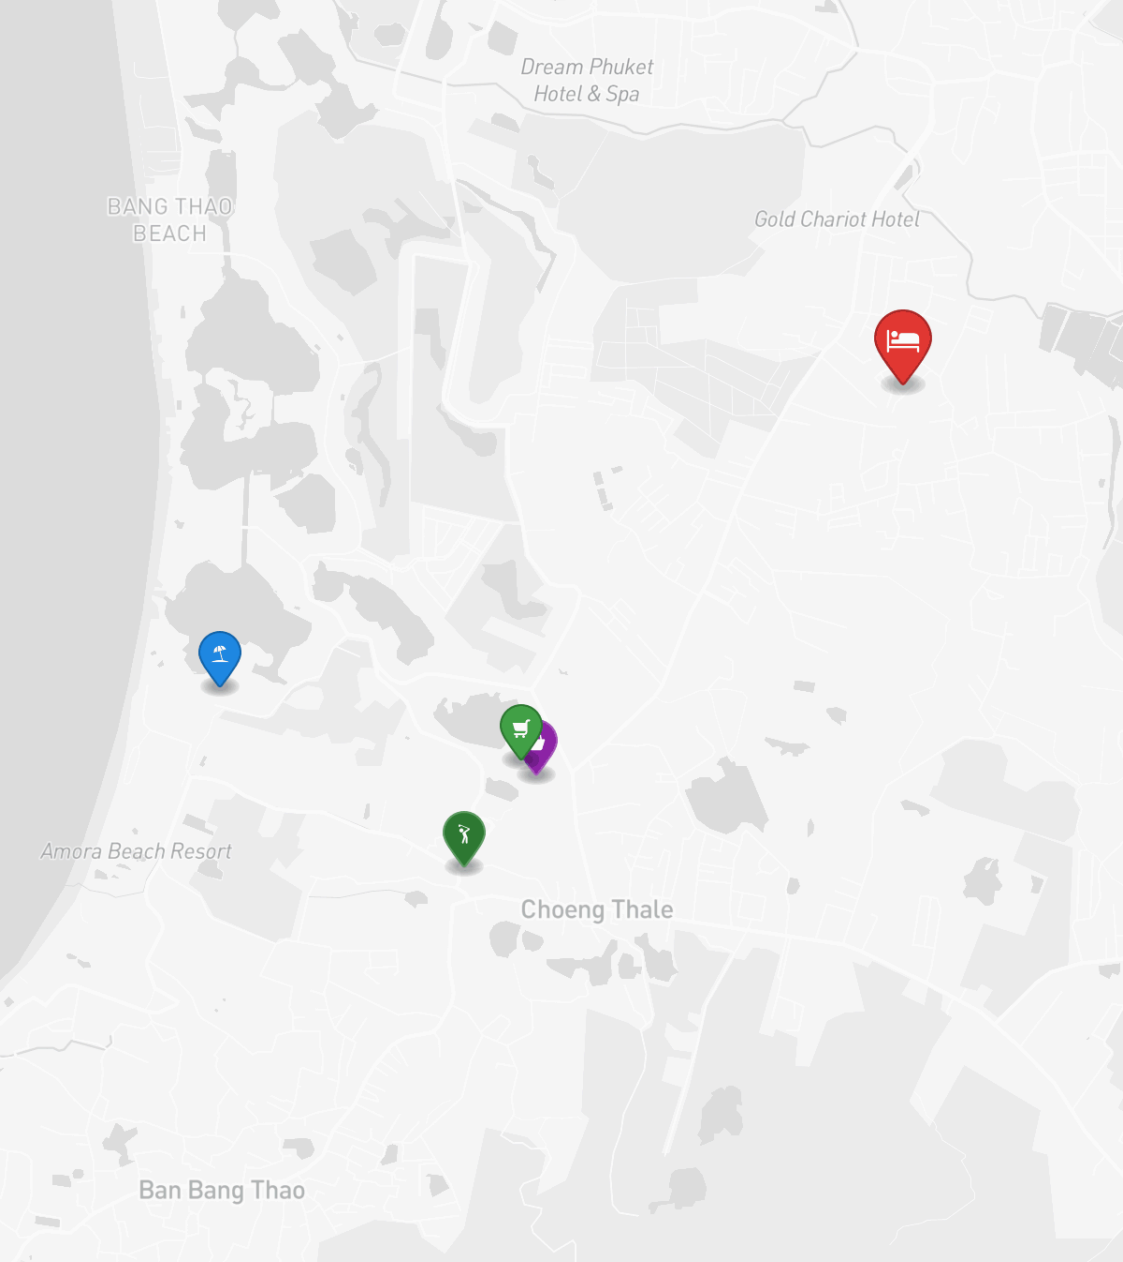 Dream Phuket
Hotel & Spa
BANG THAO
BEACH
Gold Chariot Hotel
Amora Beach Resort
Choeng Thale
Ban Bang Thao